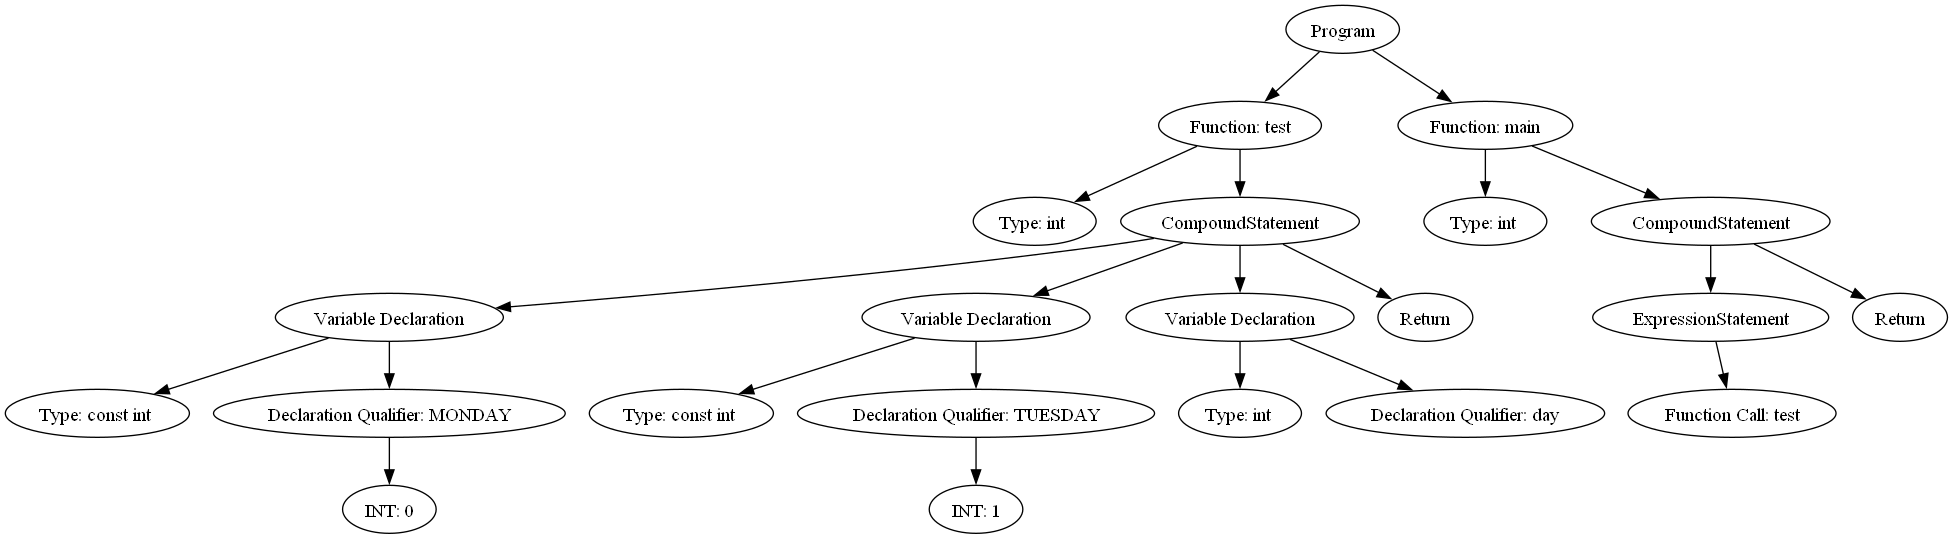 Program
Function: test
Function: main
Type: int
CompoundStatement
Type: int
CompoundStatement
Variable Declaration
Variable Declaration
Variable Declaration
Return
ExpressionStatement
Return
Type: const int
Declaration Qualifier: MONDAY
Type: const int
Declaration Qualifier: TUESDAY
Type: int
Declaration Qualifier: day
Function Call: test
INT: 0
INT: 1